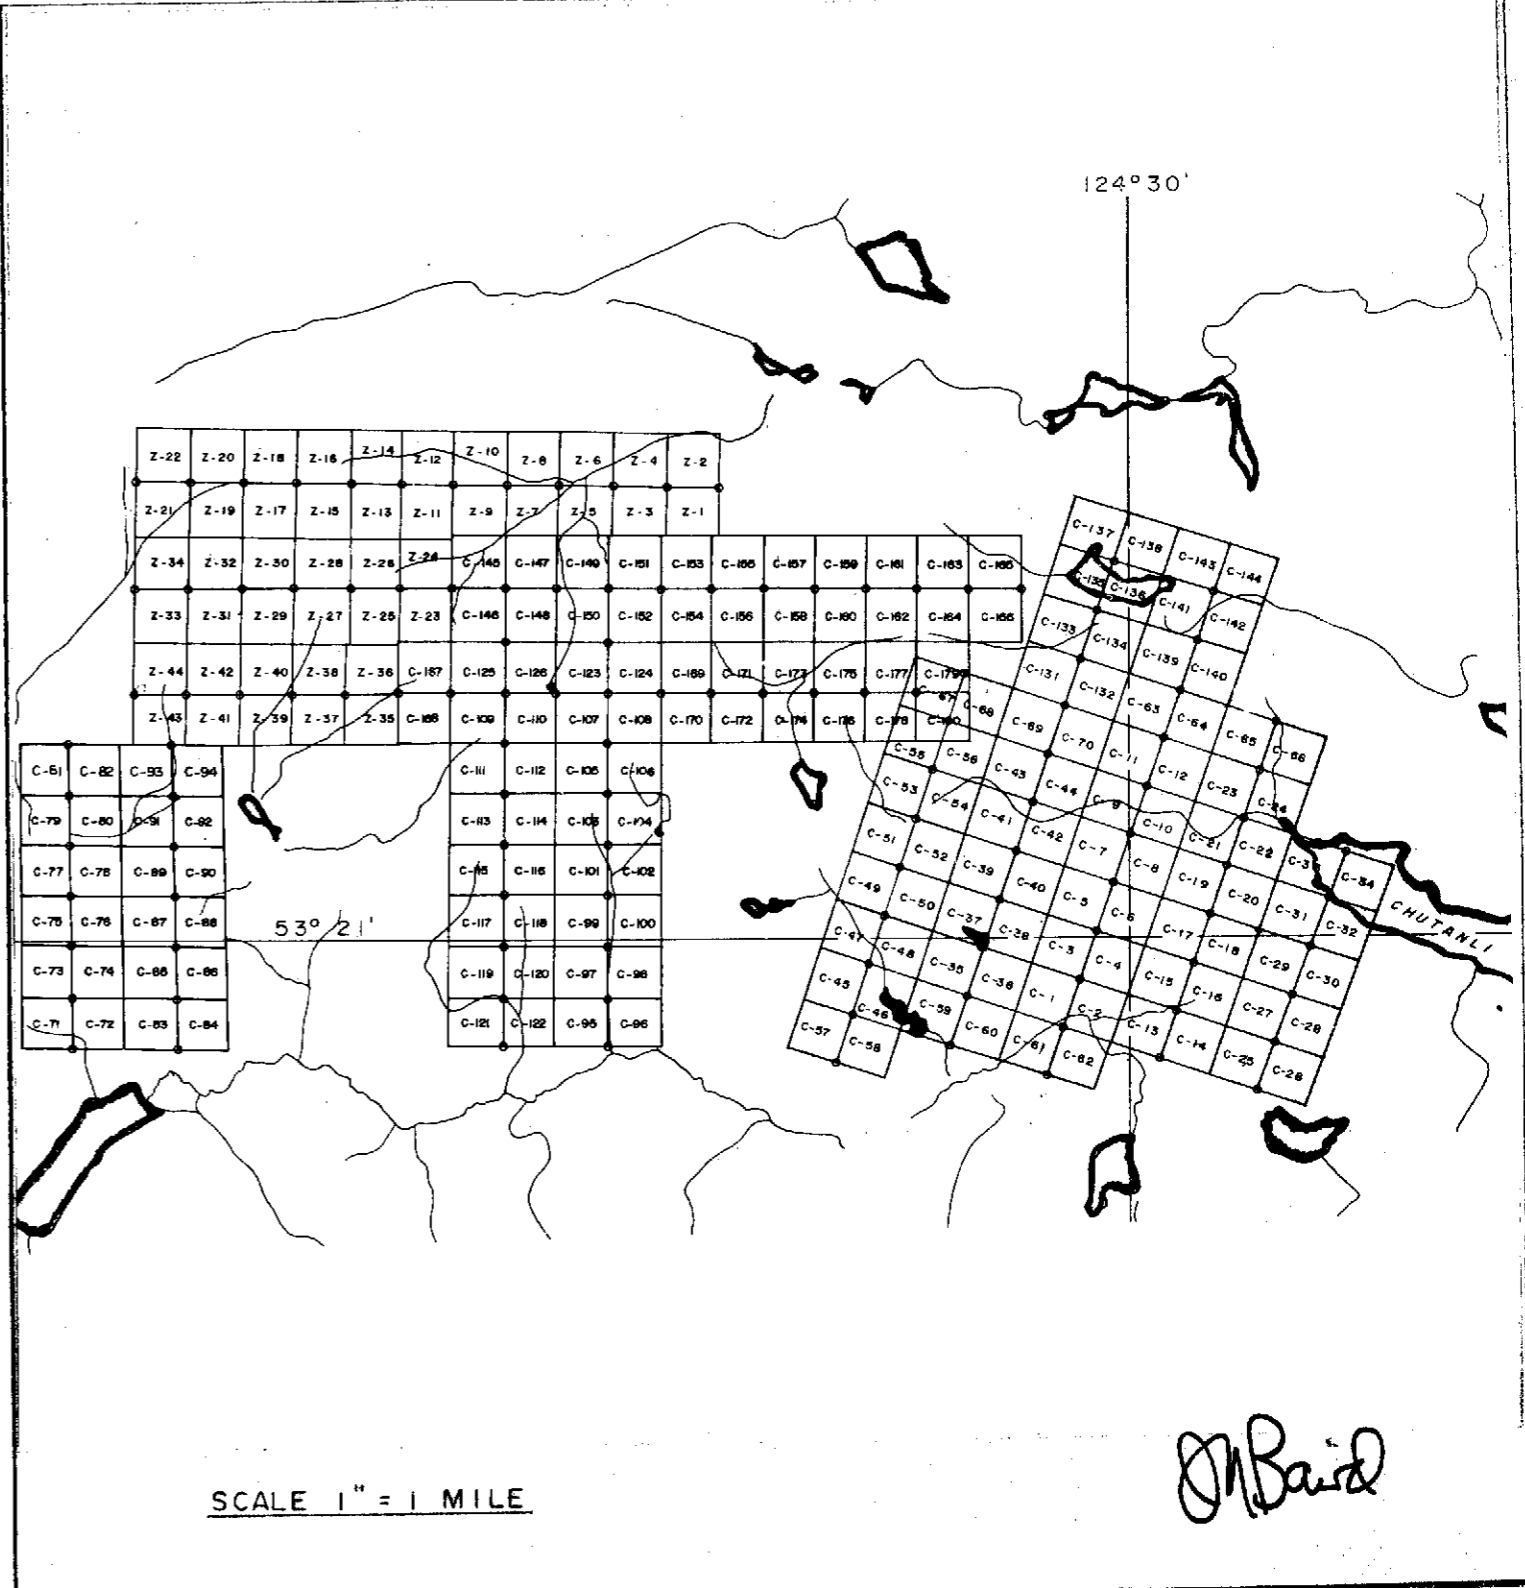 124° 30'
Z-22 Z-20 Z-18 Z-16 Z-14 Z-12 Z-10 Z-8 Z-6 Z-4 Z-2
Z-21 Z-19 Z-17 Z-15 Z-13 Z-11 Z-9 Z-7 Z-5 Z-3 Z-1
Z-34 Z-32 Z-30 Z-28 Z-26 Z-24 C-145 C-147 C-149 C-151 C-153 C-155 C-157 C-159 C-161 C-163 C-165
Z-33 Z-31 Z-29 Z-27 Z-25 Z-23 C-146 C-148 C-150 C-152 C-154 C-156 C-158 C-160 C-162 C-164 C-166
Z-44 Z-42 Z-40 Z-38 Z-36 C-167 C-125 C-126 C-123 C-124 C-169 C-171 C-173 C-175 C-177 C-179
Z-43 Z-41 Z-39 Z-37 Z-35 C-168 C-109 C-110 C-107 C-108 C-170 C-172 C-174 C-176 C-178 C-180
C-81 C-82 C-93 C-94
C-79 C-80 C-91 C-92
C-77 C-78 C-89 C-90
C-75 C-76 C-87 C-88
C-73 C-74 C-85 C-86
C-71 C-72 C-83 C-84
53° 21'
C-111 C-112 C-105 C-106
C-113 C-114 C-103 C-104
C-115 C-116 C-101 C-102
C-117 C-118 C-99 C-100
C-119 C-120 C-97 C-98
C-121 C-122 C-95 C-96
C-137 C-138 C-143 C-144
C-135 C-136 C-141 C-142
C-133 C-134 C-139 C-140
C-131 C-132 C-63 C-64 C-65 C-66
C-67 C-68 C-69 C-70 C-11 C-12 C-23 C-24
C-55 C-56 C-43 C-44 C-9 C-10 C-21 C-22 C-34
C-53 C-54 C-41 C-42 C-7 C-8 C-19 C-20 C-31 C-32
C-51 C-52 C-39 C-40 C-5 C-6 C-17 C-18 C-29 C-30
C-49 C-50 C-37 C-38 C-3 C-4 C-15 C-16 C-27 C-28
C-47 C-48 C-35 C-36 C-1 C-2 C-13 C-14 C-25 C-26
C-45 C-46 C-59 C-60 C-61 C-62
C-57 C-58
CHUTANLI
SCALE 1" = 1 MILE
JMBaird